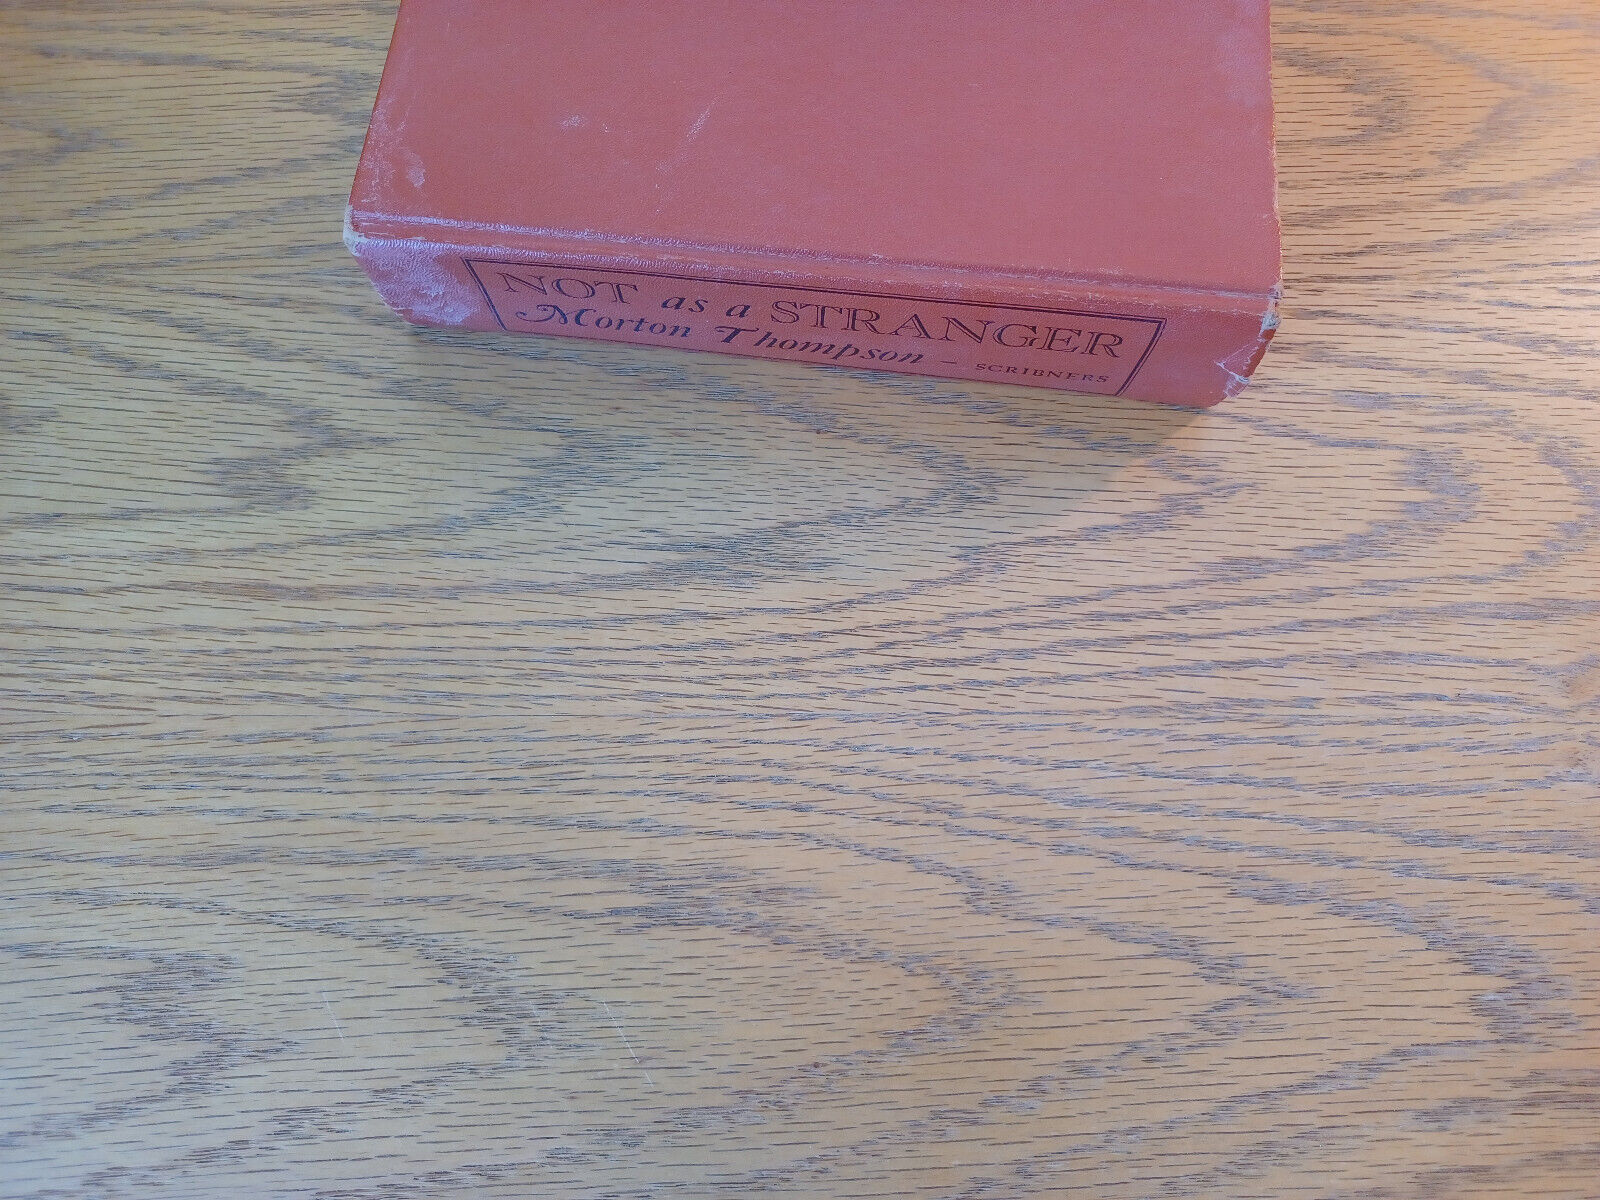 NOT as a STRANGER
Morton Thompson – SCRIBNERS